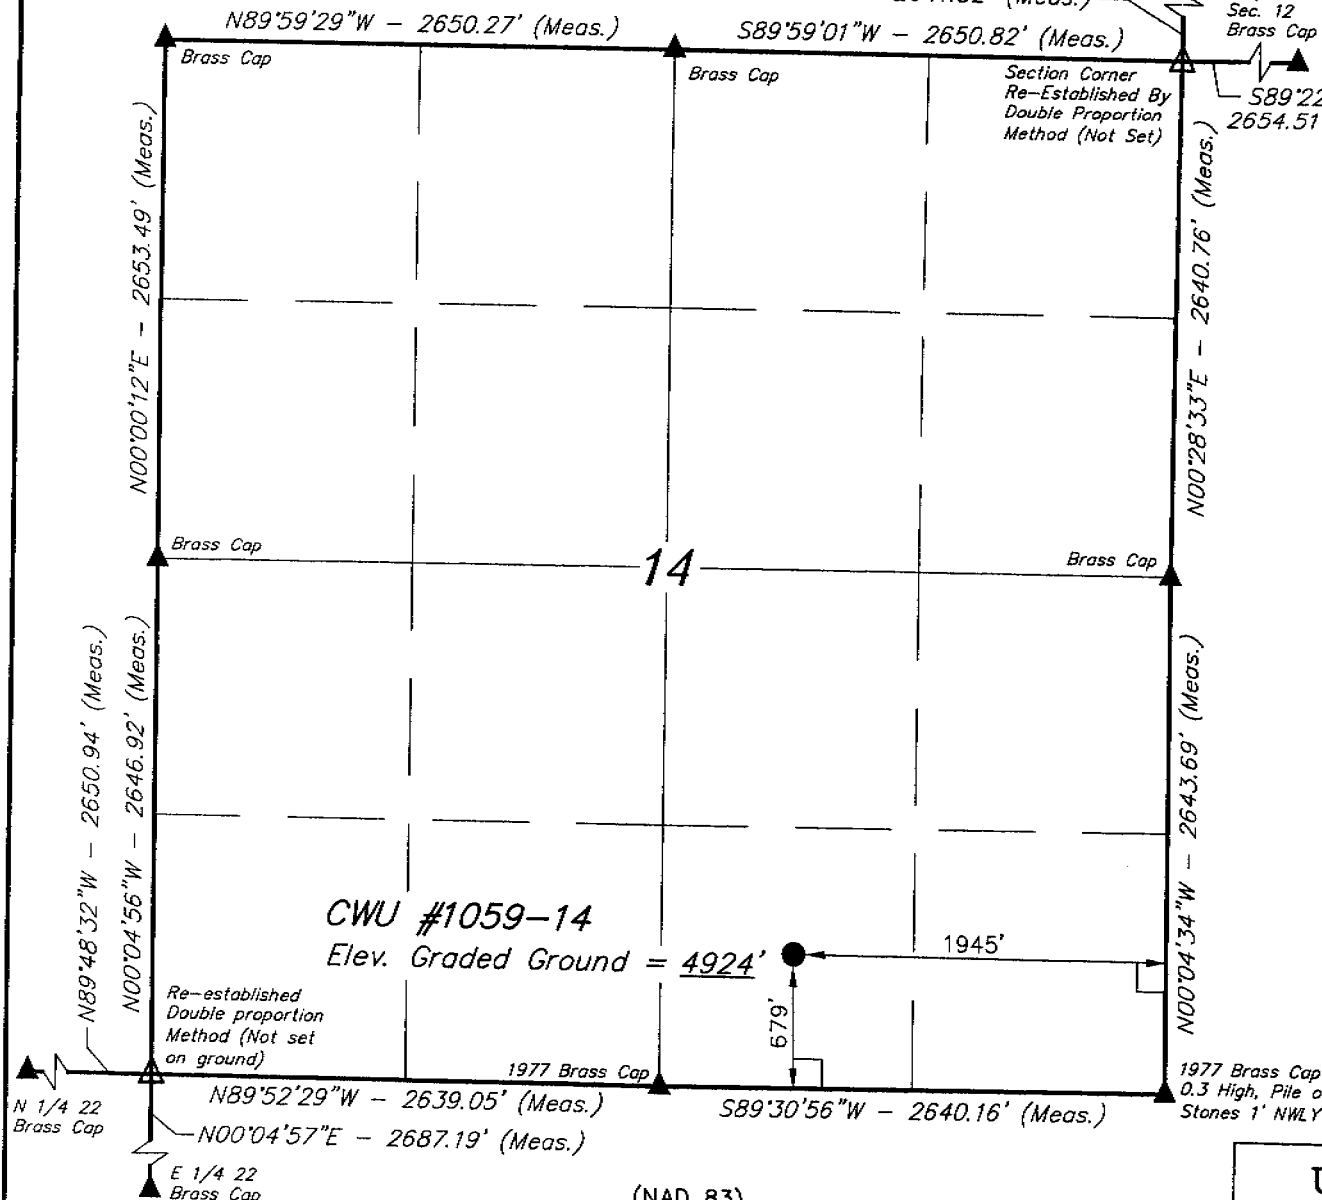 N89°59'29"W - 2650.27' (Meas.)
S89°59'01"W - 2650.82' (Meas.)
(Meas.)
Sec. 12
Brass Cap
Brass Cap
Brass Cap
Section Corner
Re-Established By
Double Proportion
Method (Not Set)
S89°22
2654.51
N00°00'12"E - 2653.49' (Meas.)
N00°28'33"E - 2640.76' (Meas.)
Brass Cap
14
Brass Cap
N89°48'32"W - 2650.94' (Meas.)
N00°04'56"W - 2646.92' (Meas.)
N00°04'34"W - 2643.69' (Meas.)
CWU #1059-14
Elev. Graded Ground = 4924'
1945'
679'
Re-established
Double proportion
Method (Not set
on ground)
1977 Brass Cap
1977 Brass Cap
0.3 High, Pile o
Stones 1' NWLY
N 1/4 22
Brass Cap
N89°52'29"W - 2639.05' (Meas.)
S89°30'56"W - 2640.16' (Meas.)
N00°04'57"E - 2687.19' (Meas.)
E 1/4 22
Brass Cap
(NAD 83)